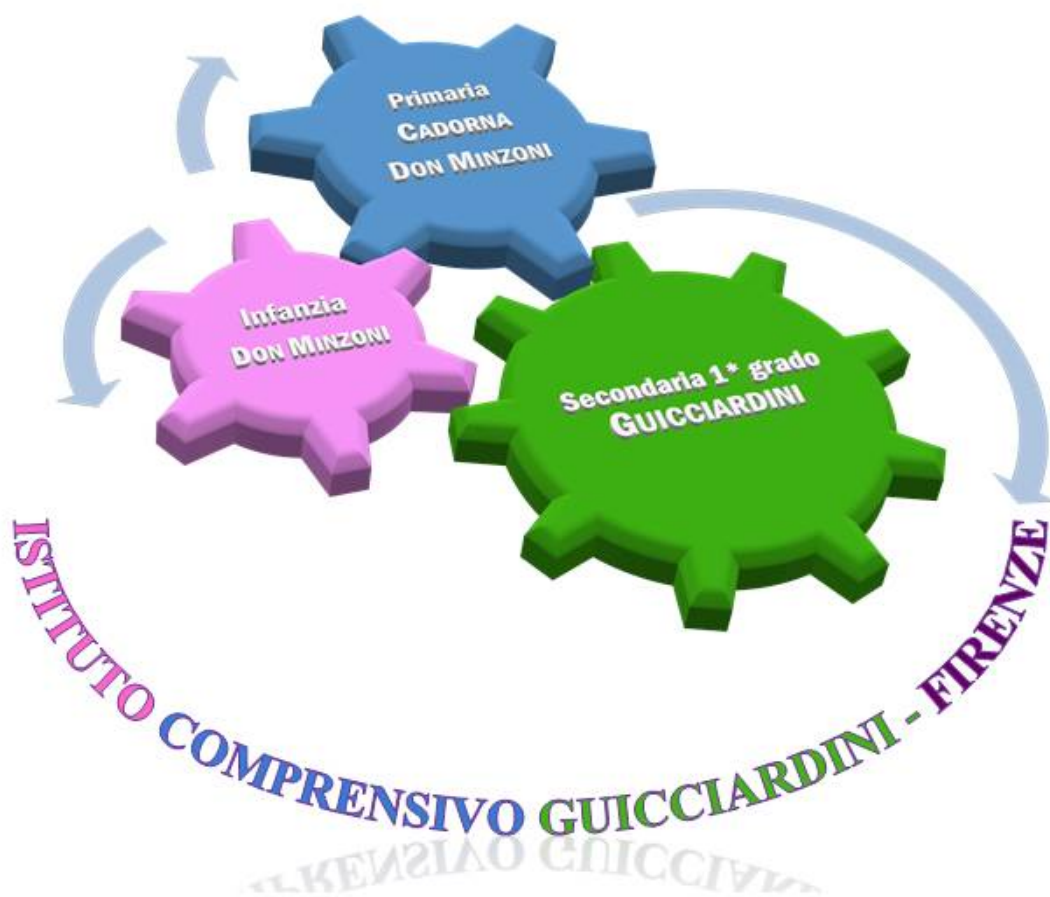 Primaria
CADORNA
DON MINZONI
Infanzia
DON MINZONI
Secondaria 1* grado
GUICCIARDINI
ISTITUTO COMPRENSIVO GUICCIARDINI - FIRENZE